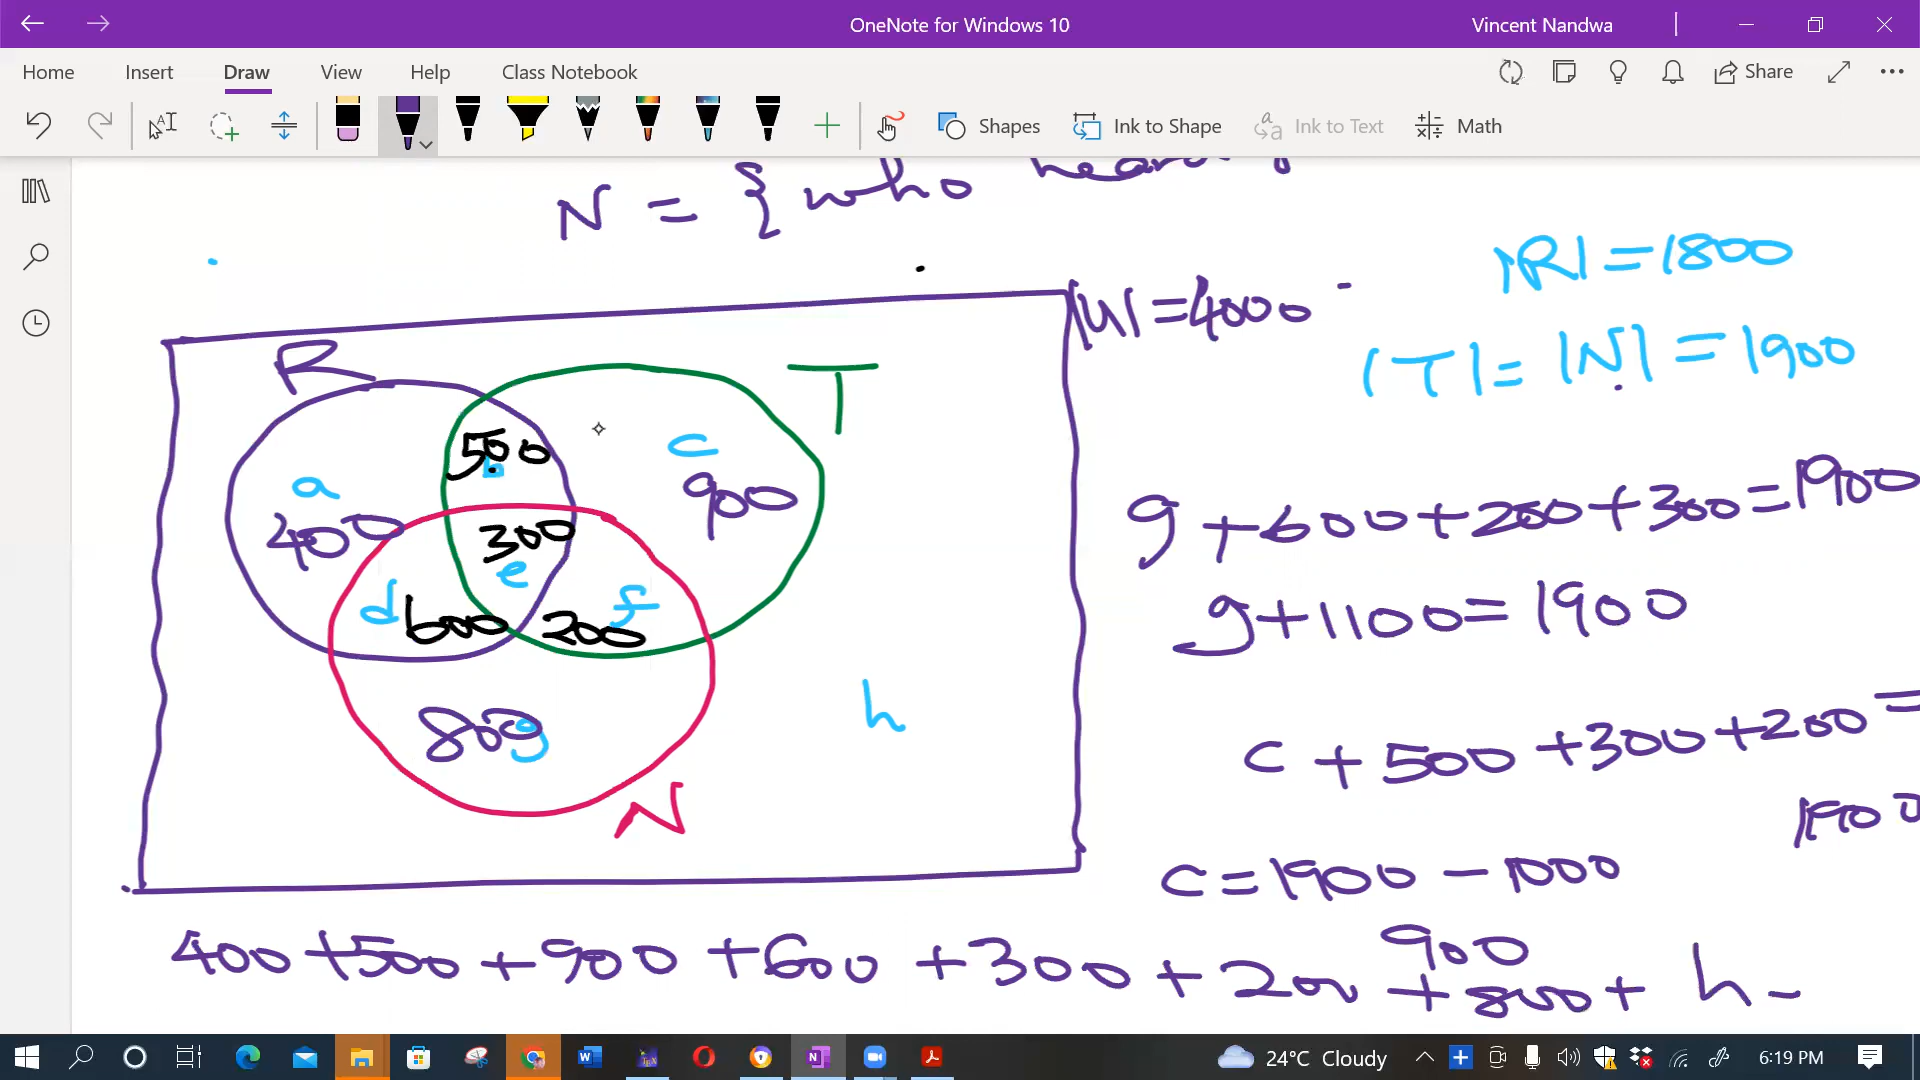 OneNote for Windows 10
Vincent Nandwa
Home Insert Draw View Help Class Notebook
Share
Shapes
Ink to Shape
Ink to Text
Math
N = { who heard
|R| = 1800
|U| = 4000
|T| = |N| = 1900
R
T
500
b
c
900
a
400
300
e
d
600
f
200
h
800
g
N
g + 600 + 200 + 300 = 1900
g + 1100 = 1900
c + 500 + 300 + 200 =
1900
c = 1900 - 1000
900
400 + 500 + 900 + 600 + 300 + 200 + 800 + h =
24°C Cloudy
6:19 PM